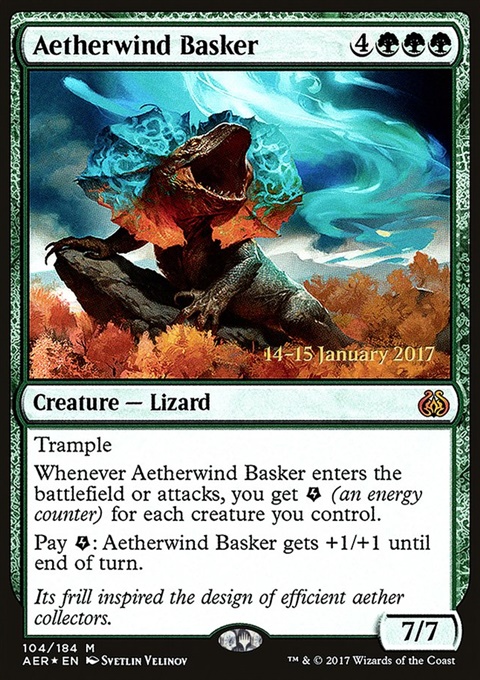 Aetherwind Basker 4
14–15 January 2017
Creature — Lizard
Trample
Whenever Aetherwind Basker enters the
battlefield or attacks, you get (an energy
counter) for each creature you control.
Pay : Aetherwind Basker gets +1/+1 until
end of turn.
Its frill inspired the design of efficient aether
collectors.
7/7
104/184 M
AER★EN Svetlin Velinov
™ & © 2017 Wizards of the Coast